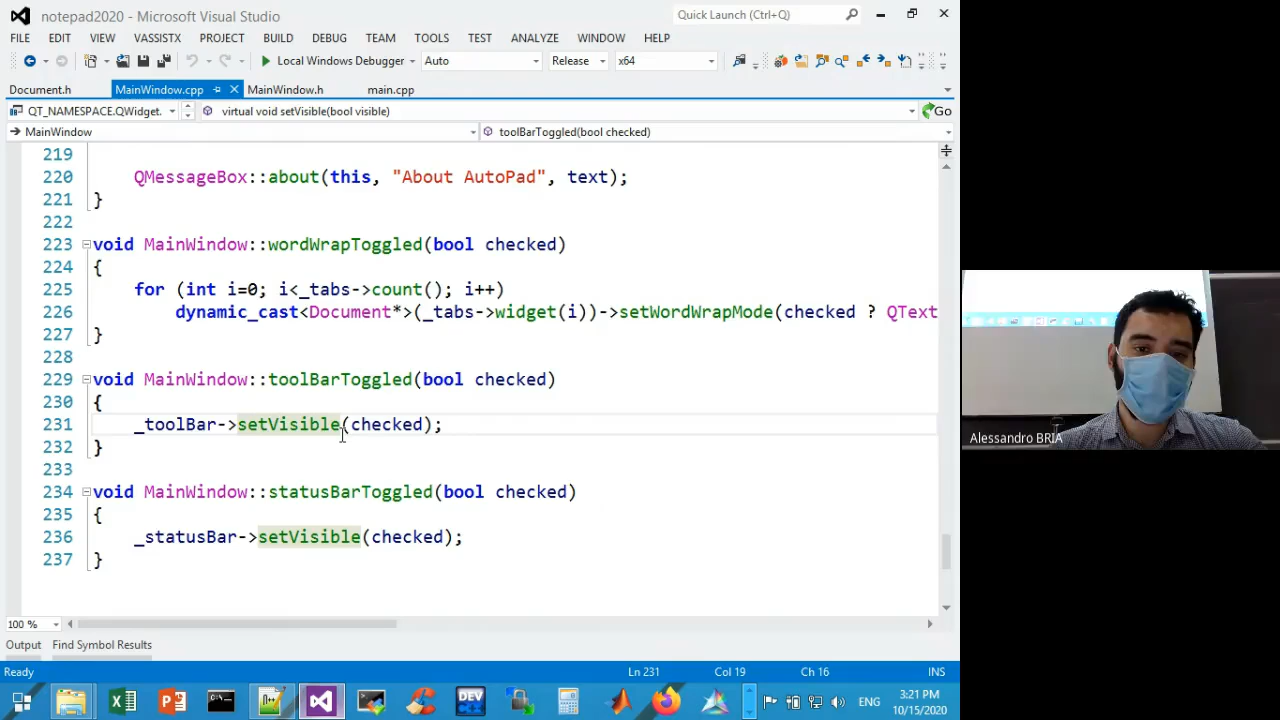 notepad2020 - Microsoft Visual Studio
Quick Launch (Ctrl+Q)
FILE EDIT VIEW VASSISTX PROJECT BUILD DEBUG TEAM TOOLS TEST ANALYZE WINDOW HELP
Local Windows Debugger Auto Release x64
Document.h MainWindow.cpp MainWindow.h main.cpp
QT_NAMESPACE.QWidget. virtual void setVisible(bool visible) Go
MainWindow toolBarToggled(bool checked)
219
220 QMessageBox::about(this, "About AutoPad", text);
221 }
222
223 void MainWindow::wordWrapToggled(bool checked)
224 {
225 for (int i=0; i<_tabs->count(); i++)
226 dynamic_cast<Document*>(_tabs->widget(i))->setWordWrapMode(checked ? QText
227 }
228
229 void MainWindow::toolBarToggled(bool checked)
230 {
231 _toolBar->setVisible(checked);
232 }
233
234 void MainWindow::statusBarToggled(bool checked)
235 {
236 _statusBar->setVisible(checked);
237 }
100 %
Output Find Symbol Results
Ready Ln 231 Col 19 Ch 16 INS
DEV ENG 3:21 PM
10/15/2020
Alessandro BRIA